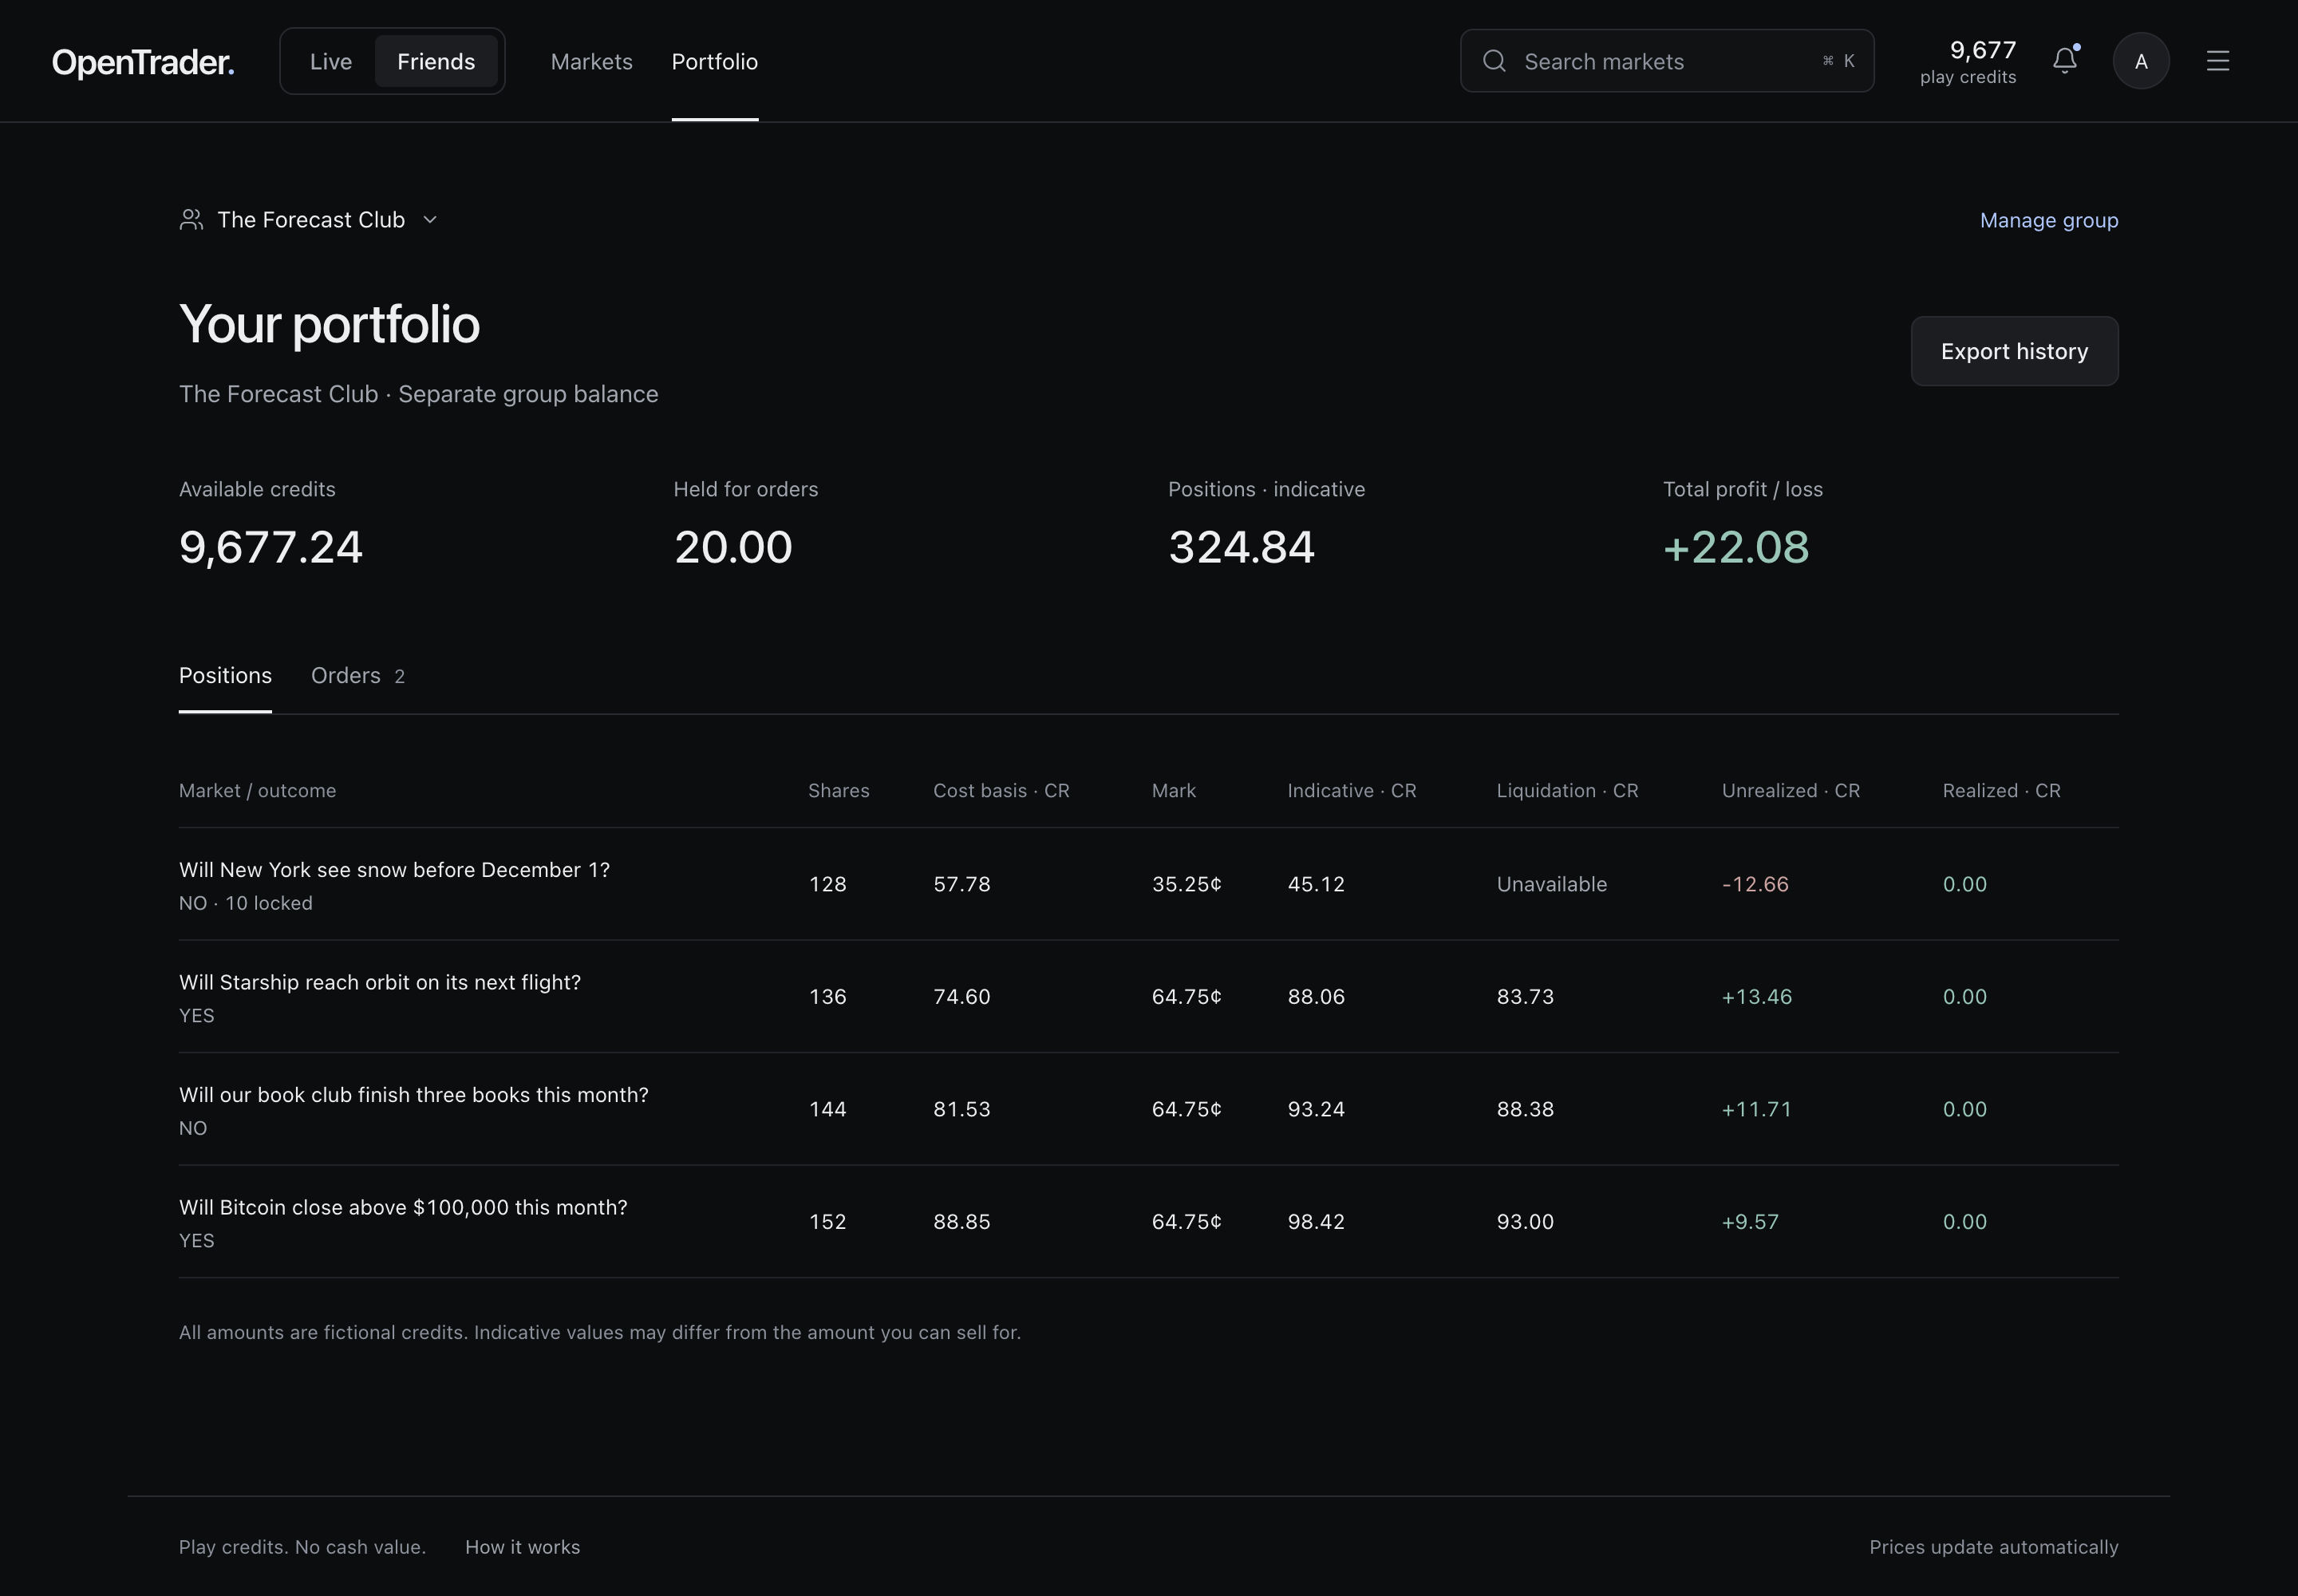 OpenTrader.
Live Friends Markets Portfolio
Search markets ⌘ K
9,677
play credits
A
The Forecast Club
Manage group
Your portfolio
The Forecast Club · Separate group balance
Export history
Available credits Held for orders Positions · indicative Total profit / loss
9,677.24 20.00 324.84 +22.08
Positions Orders 2
Market / outcome Shares Cost basis · CR Mark Indicative · CR Liquidation · CR Unrealized · CR Realized · CR
Will New York see snow before December 1?
NO · 10 locked
128 57.78 35.25¢ 45.12 Unavailable -12.66 0.00
Will Starship reach orbit on its next flight?
YES
136 74.60 64.75¢ 88.06 83.73 +13.46 0.00
Will our book club finish three books this month?
NO
144 81.53 64.75¢ 93.24 88.38 +11.71 0.00
Will Bitcoin close above $100,000 this month?
YES
152 88.85 64.75¢ 98.42 93.00 +9.57 0.00
All amounts are fictional credits. Indicative values may differ from the amount you can sell for.
Play credits. No cash value. How it works Prices update automatically